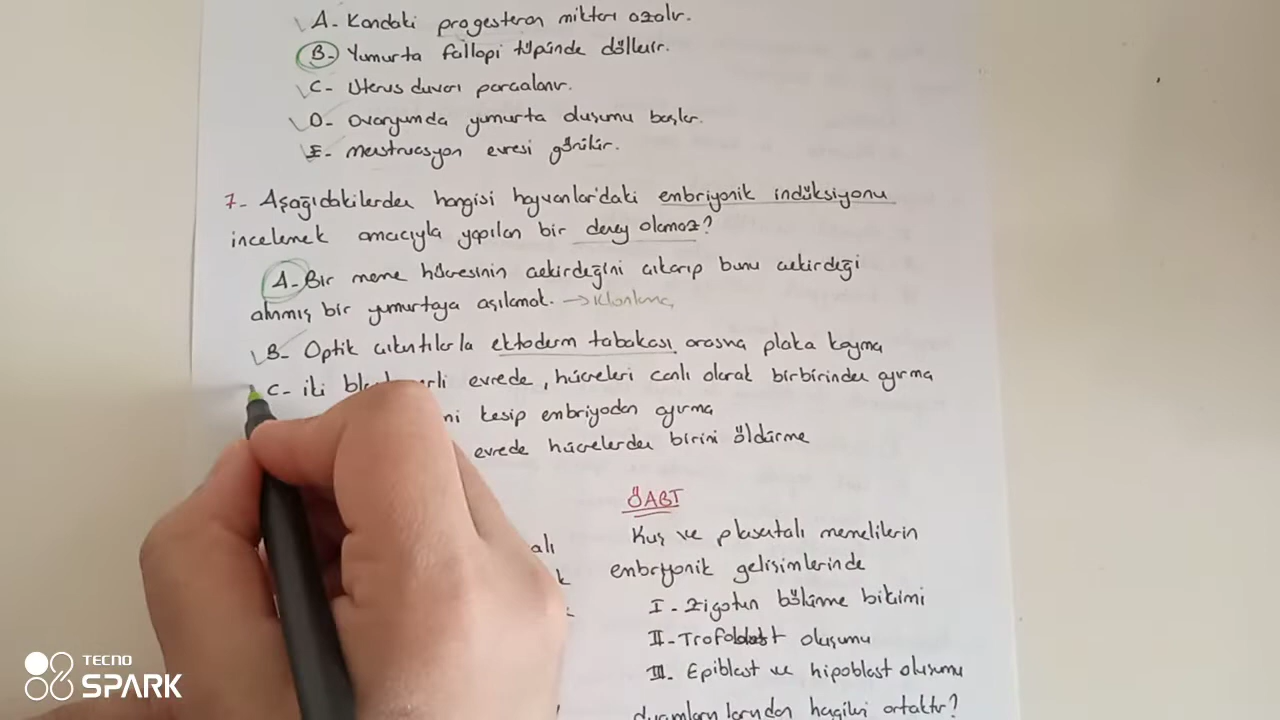 A- Kandaki progesteron miktarı azalır.
B- Yumurta fallopi tüpünde döllenir.
C- Uterus duvarı parçalanır.
D- Ovaryumda yumurta oluşumu başlar.
E- Menstruasyon evresi görülür.
7- Aşağıdakilerden hangisi hayvanlar'daki embriyonik indüksiyonu
incelemek amacıyla yapılan bir deney olamaz?
A- Bir meme hücresinin çekirdeğini çıkarıp bunu çekirdeği
alınmış bir yumurtaya aşılamak. → klonlama
B- Optik çıkıntılarla ektoderm tabakası arasına plaka koyma
C- iki evrede, hücreleri canlı olarak birbirinden ayırma
kesip embriyodan ayırma
evrede hücrelerden birini öldürme
ÖABT
Kuş ve plasentalı memelilerin
embriyonik gelişimlerinde
I- Zigotun bölünme biçimi
II- Trofoblast oluşumu
III- Epiblast ve hipoblast oluşumu
durumlarından hangileri ortaktır?
TECNO
SPARK